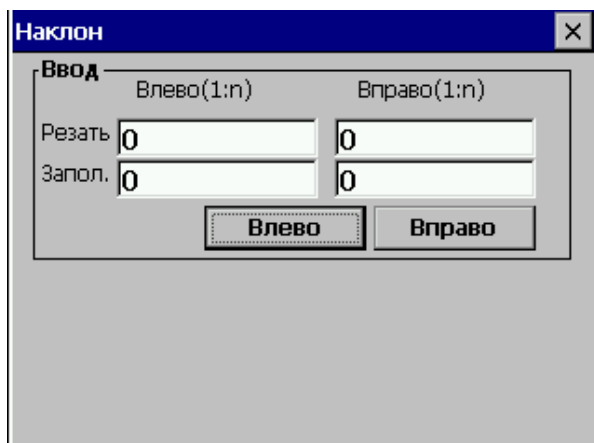 Наклон
Ввод
Влево(1:n) Вправо(1:n)
Резать 0 0
Запол. 0 0
Влево Вправо